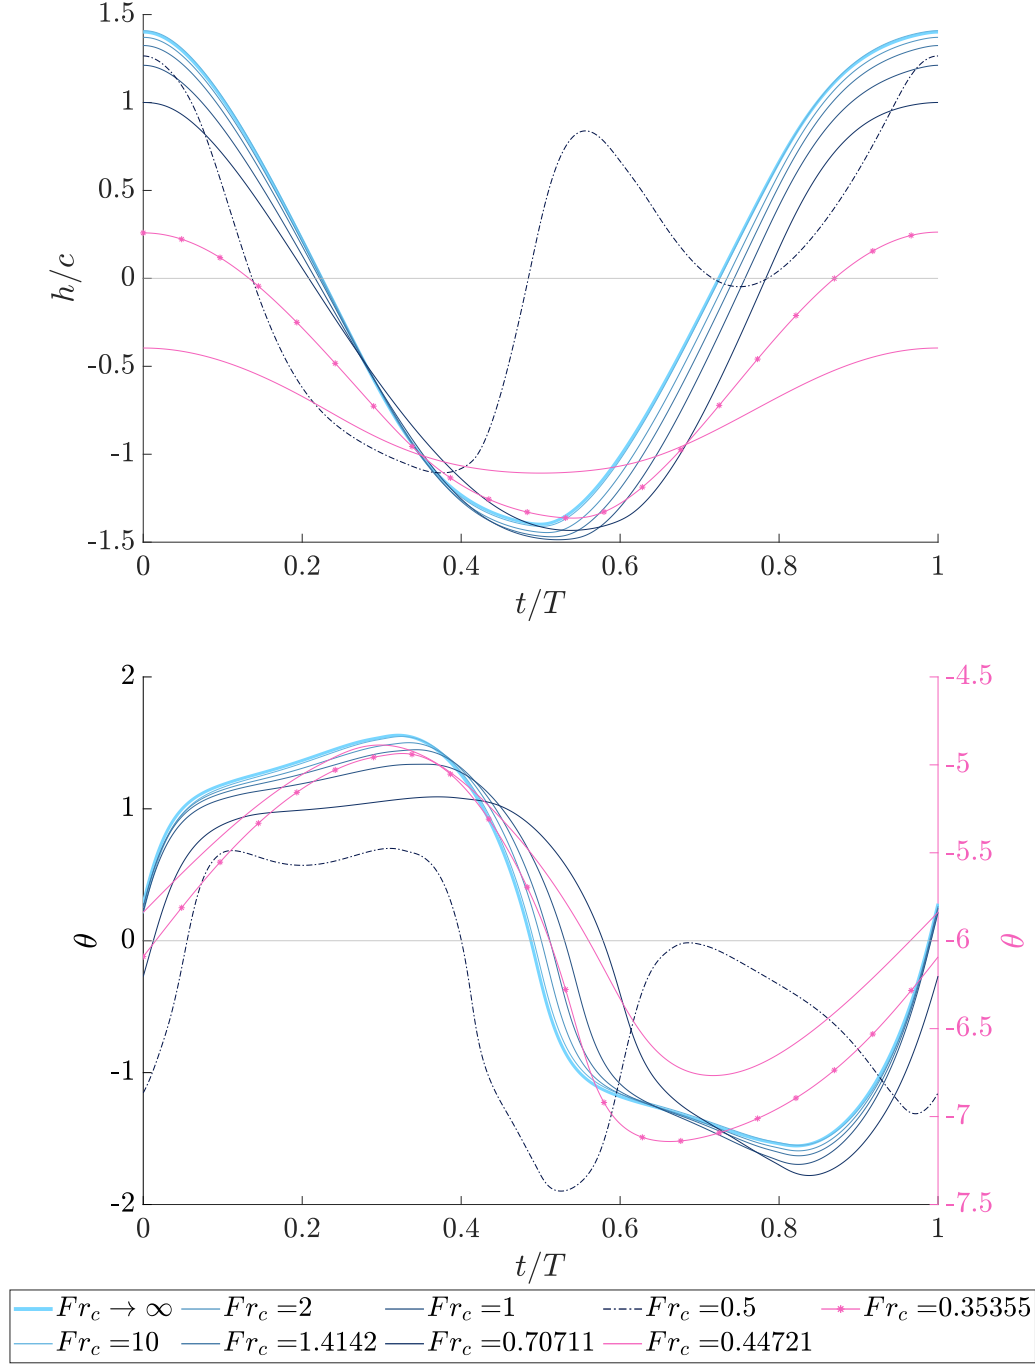 1.5
1
0.5
0
-0.5
-1
-1.5
h/c
0 0.2 0.4 0.6 0.8 1
t/T
2
1
0
-1
-2
θ
-4.5
-5
-5.5
-6
-6.5
-7
-7.5
θ
0 0.2 0.4 0.6 0.8 1
t/T
Fr_c → ∞ Fr_c =2 Fr_c =1 Fr_c =0.5 Fr_c =0.35355
Fr_c =10 Fr_c =1.4142 Fr_c =0.70711 Fr_c =0.44721